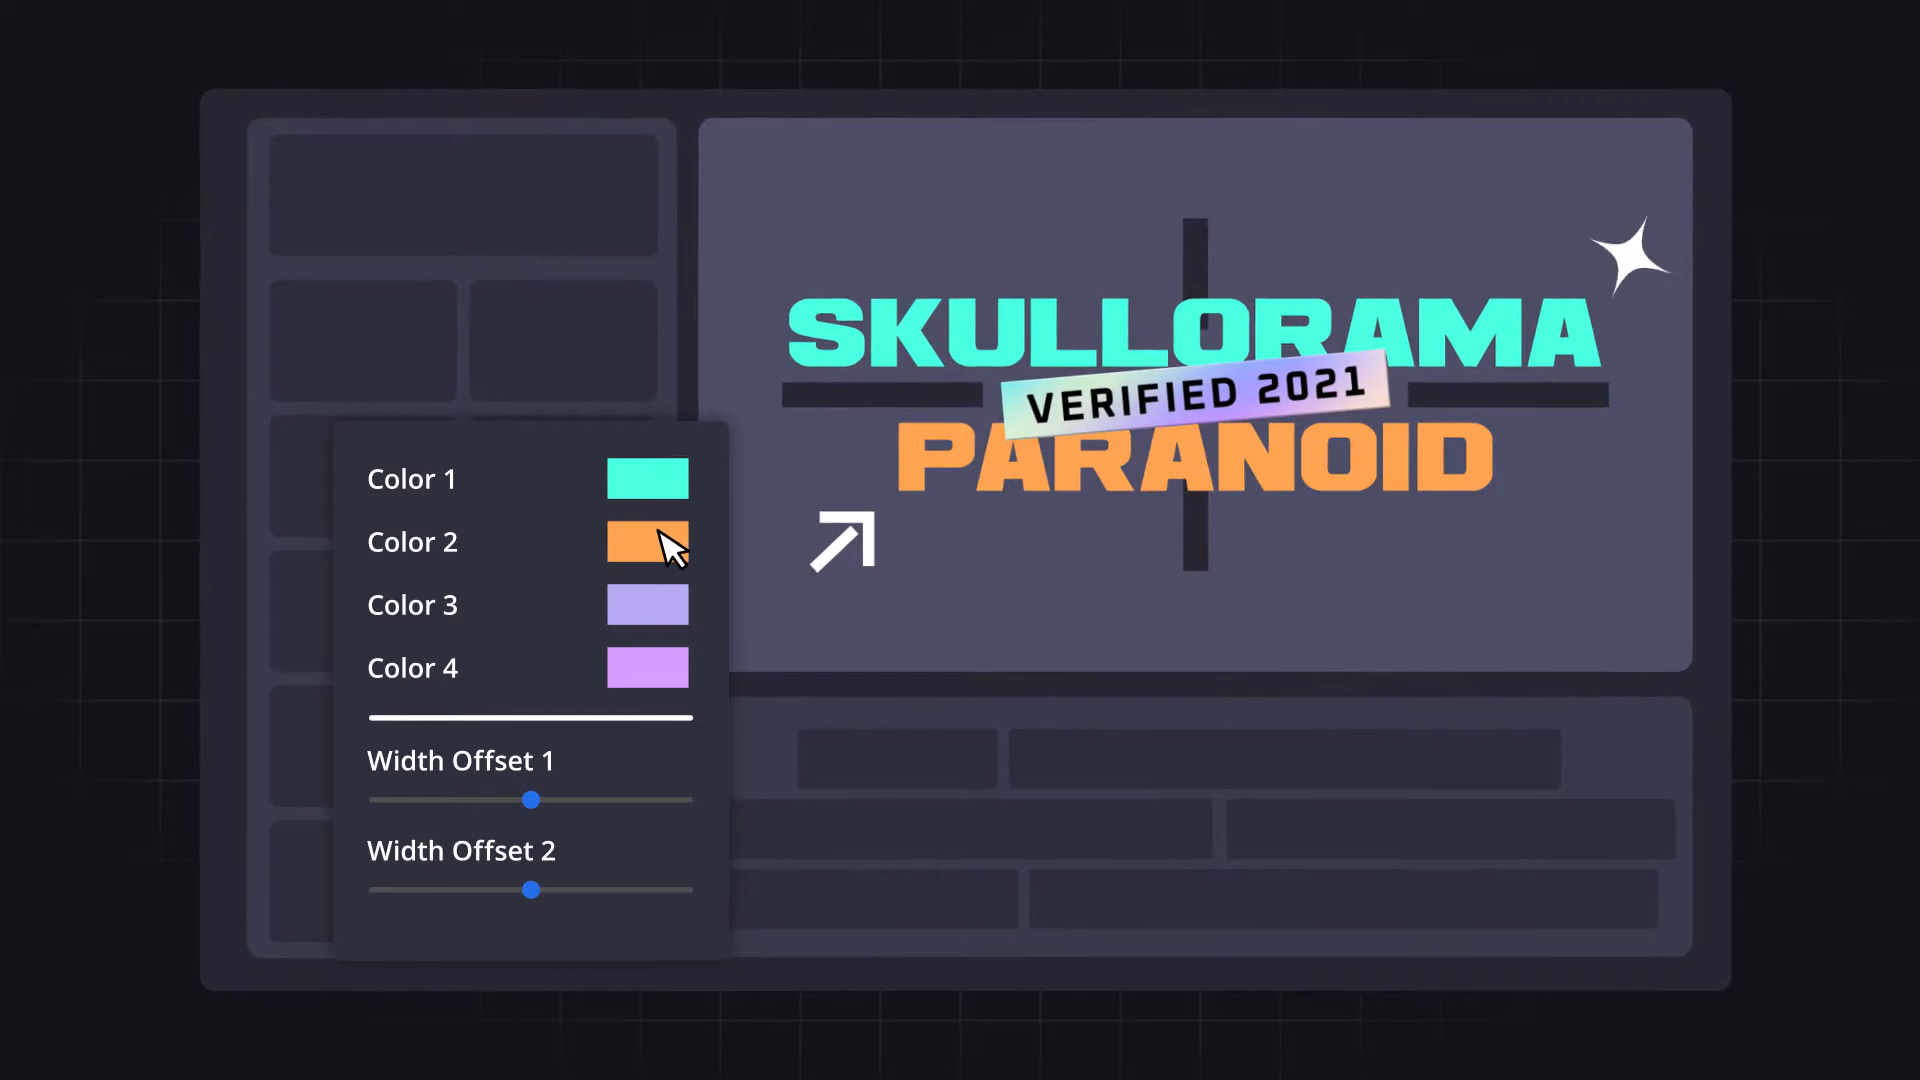 SKULLORAMA
VERIFIED 2021
PARANOID
Color 1
Color 2
Color 3
Color 4
Width Offset 1
Width Offset 2